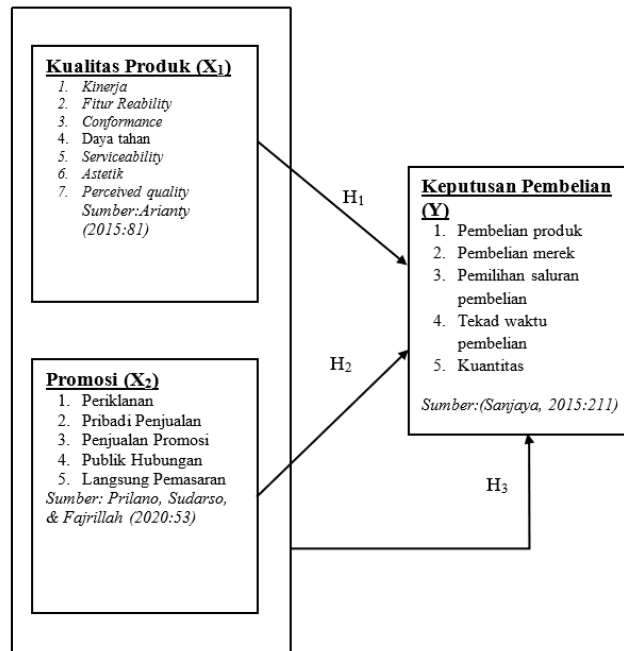 Kualitas Produk (X₁)
1. Kinerja
2. Fitur Reability
3. Conformance
4. Daya tahan
5. Serviceability
6. Astetik
7. Perceived quality
Sumber:Arianty
(2015:81)
H₁
Keputusan Pembelian
(Y)
1. Pembelian produk
2. Pembelian merek
3. Pemilihan saluran
pembelian
4. Tekad waktu
pembelian
5. Kuantitas
Sumber:(Sanjaya, 2015:211)
H₂
Promosi (X₂)
1. Periklanan
2. Pribadi Penjualan
3. Penjualan Promosi
4. Publik Hubungan
5. Langsung Pemasaran
Sumber: Prilano, Sudarso,
& Fajrillah (2020:53)
H₃